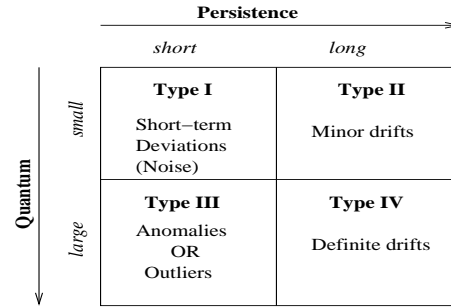 Persistence
short long
Quantum
small
Type I Type II
Short-term
Deviations
(Noise)
Minor drifts
large
Type III Type IV
Anomalies
OR
Outliers
Definite drifts